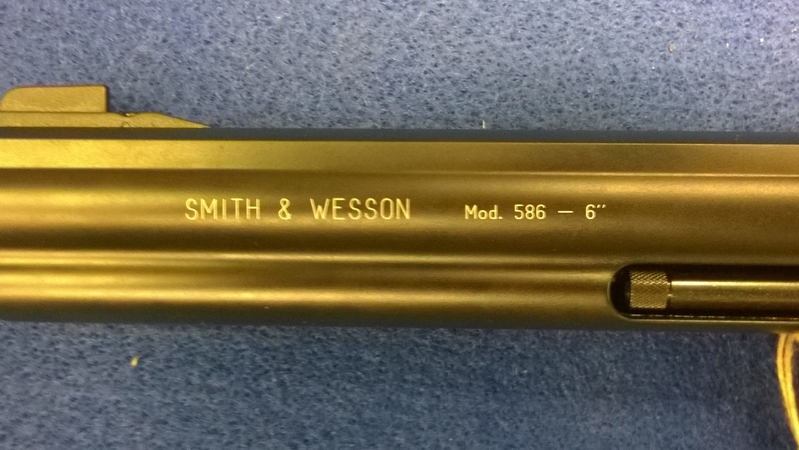 SMITH & WESSON Mod. 586 — 6"